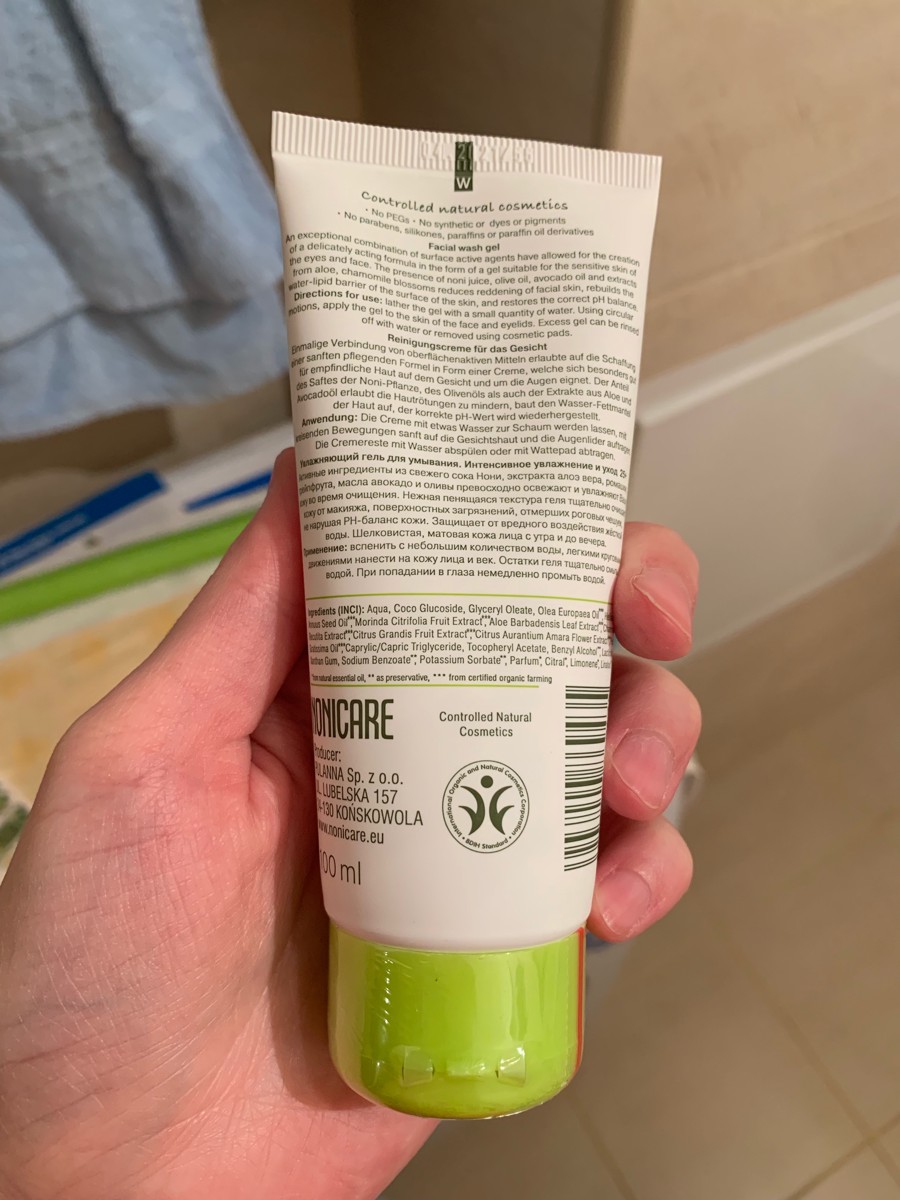 W
Controlled natural cosmetics
• No PEGs • No synthetic or dyes or pigments
• No parabens, silikones, paraffins or paraffin oil derivatives
Facial wash gel
An exceptional combination of surface active agents have allowed for the creation
of a delicately acting formula in the form of a gel suitable for the sensitive skin of
the eyes and face. The presence of noni juice, olive oil, avocado oil and extracts
from aloe, chamomile blossoms reduces reddening of facial skin, rebuilds the
water-lipid barrier of the surface of the skin, and restores the correct pH balance.
Directions for use: lather the gel with a small quantity of water. Using circular
motions, apply the gel to the skin of the face and eyelids. Excess gel can be rinsed
off with water or removed using cosmetic pads.
Reinigungscreme für das Gesicht
Einmalige Verbindung von oberflächenaktiven Mitteln erlaubte auf die Schaffung
einer sanften pflegenden Formel in Form einer Creme, welche sich besonders gut
für empfindliche Haut auf dem Gesicht und um die Augen eignet. Der Anteil
des Saftes der Noni-Pflanze, des Olivenöls als auch der Extrakte aus Aloe und
Avocadoöl erlaubt die Hautrötungen zu mindern, baut den Wasser-Fettmantel
der Haut auf, der korrekte pH-Wert wird wiederhergestellt.
Anwendung: Die Creme mit etwas Wasser zur Schaum werden lassen, mit
kreisenden Bewegungen sanft auf die Gesichtshaut und die Augenlider auftragen.
Die Cremereste mit Wasser abspülen oder mit Wattepad abtragen.
Увлажняющий гель для умывания. Интенсивное увлажнение и уход 25+
Активные ингредиенты из свежего сока Нони, экстракта алоэ вера,
грейпфрута, масла авокадо и оливы превосходно освежают и увлажняют
кожу во время очищения. Нежная пенящаяся текстура геля тщательно
кожу от макияжа, поверхностных загрязнений, отмерших роговых
не нарушая PH-баланс кожи. Защищает от вредного воздействия жёсткой
воды. Шелковистая, матовая кожа лица с утра и до вечера.
Применение: вспенить с небольшим количеством воды, легкими
движениями нанести на кожу лица и век. Остатки геля тщательно
водой. При попадании в глаза немедленно промыть водой.
Ingredients (INCI): Aqua, Coco Glucoside, Glyceryl Oleate, Olea Europaea Oil***,
Annuus Seed Oil***, Morinda Citrifolia Fruit Extract***, Aloe Barbadensis Leaf Extract***,
Recutita Extract***, Citrus Grandis Fruit Extract***, Citrus Aurantium Amara Flower Extract***,
Gratissima Oil***, Caprylic/Capric Triglyceride, Tocopheryl Acetate, Benzyl Alcohol**,
Xanthan Gum, Sodium Benzoate**, Potassium Sorbate**, Parfum*, Citral*, Limonene*,
*from natural essential oil, ** as preservative, *** from certified organic farming
NONICARE
Producer:
ELLANNA Sp. z o.o.
UL. LUBELSKA 157
24-130 KOŃSKOWOLA
www.nonicare.eu
100 ml
Controlled Natural
Cosmetics
International Organic and Natural Cosmetics Corporation
• BDIH Standard •